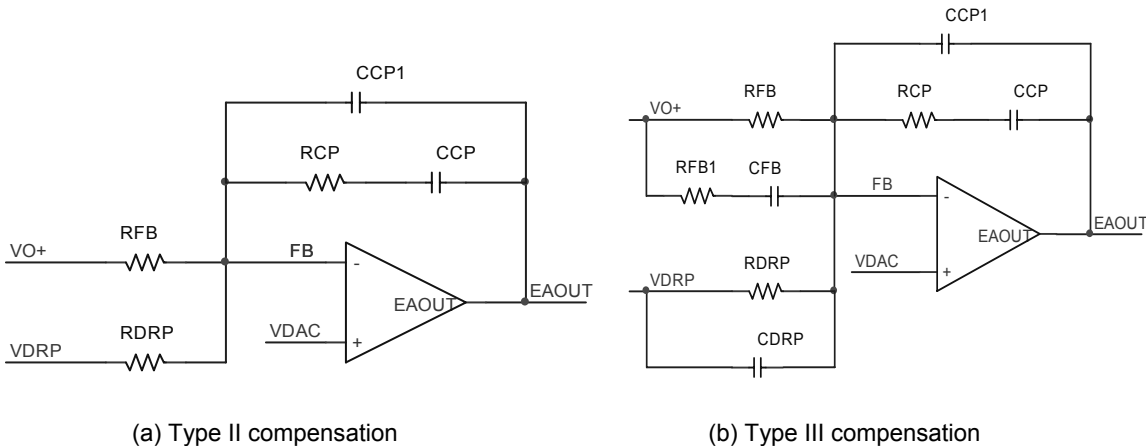 CCP1
RCP
CCP
RFB
VO+
FB
EAOUT
EAOUT
VDAC
RDRP
VDRP
-
+
(a) Type II compensation
CCP1
RFB
RCP
CCP
VO+
RFB1
CFB
FB
-
EAOUT
EAOUT
VDAC
+
RDRP
VDRP
CDRP
(b) Type III compensation